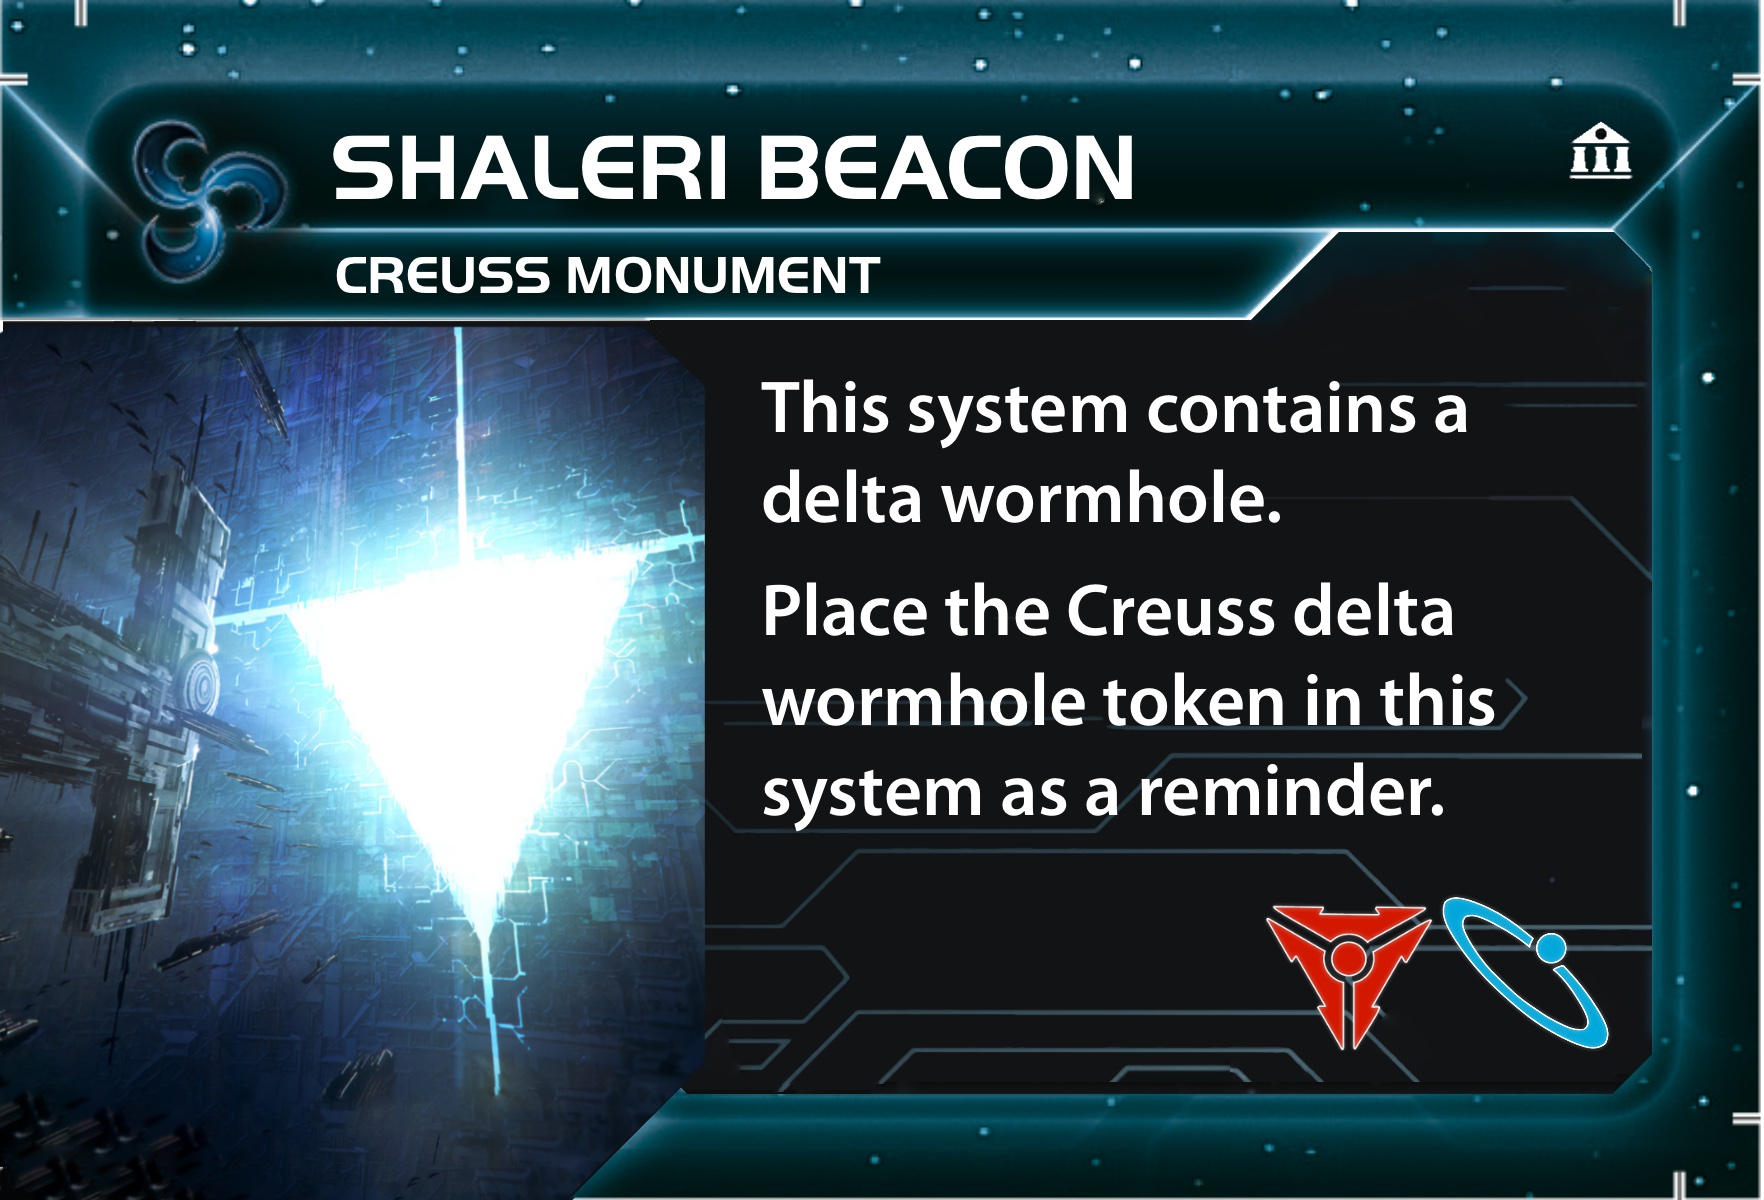 SHALERI BEACON
CREUSS MONUMENT
This system contains a
delta wormhole.
Place the Creuss delta
wormhole token in this
system as a reminder.